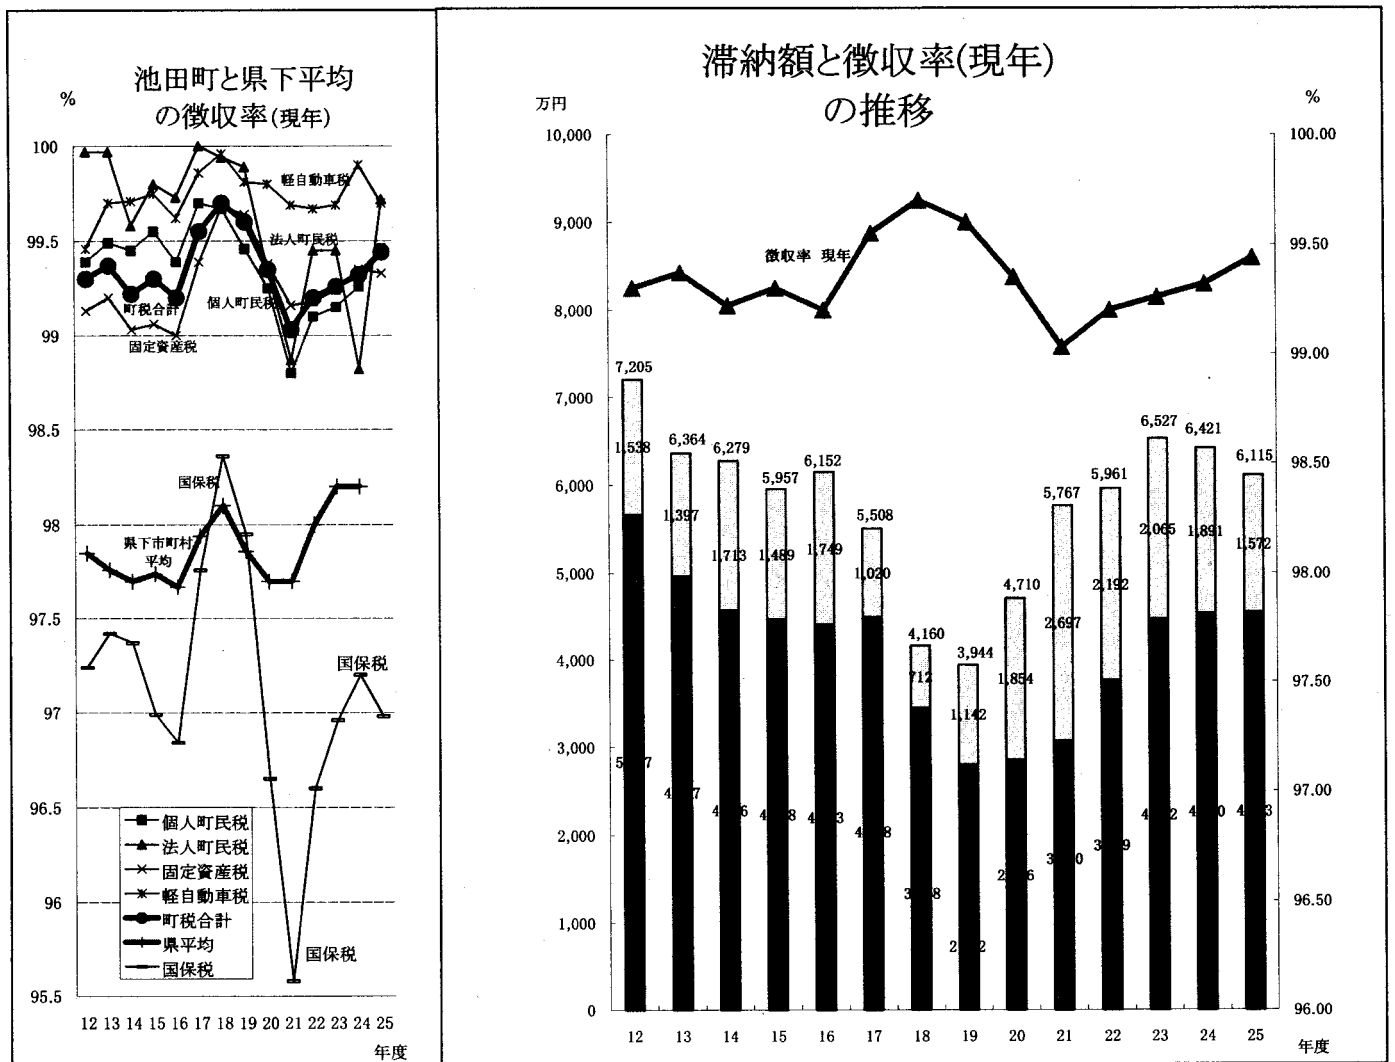 池田町と県下平均
の徴収率(現年)
%
100
99.5
99
98.5
98
97.5
97
96.5
96
95.5
軽自動車税
法人町民税
個人町民税
町税合計
固定資産税
国保税
県下市町村
平均
国保税
国保税
個人町民税
法人町民税
固定資産税
軽自動車税
町税合計
県平均
国保税
12 13 14 15 16 17 18 19 20 21 22 23 24 25
年度
滞納額と徴収率(現年)
の推移
万円
%
10,000
9,000
8,000
7,000
6,000
5,000
4,000
3,000
2,000
1,000
0
100.00
99.50
99.00
98.50
98.00
97.50
97.00
96.50
96.00
徴収率 現年
7,205
6,364
6,279
5,957
6,152
5,508
4,160
3,944
4,710
5,767
5,961
6,527
6,421
6,115
1,538
1,397
1,713
1,489
1,749
1,020
712
1,142
1,854
2,697
2,192
2,065
1,891
1,572
12 13 14 15 16 17 18 19 20 21 22 23 24 25
年度